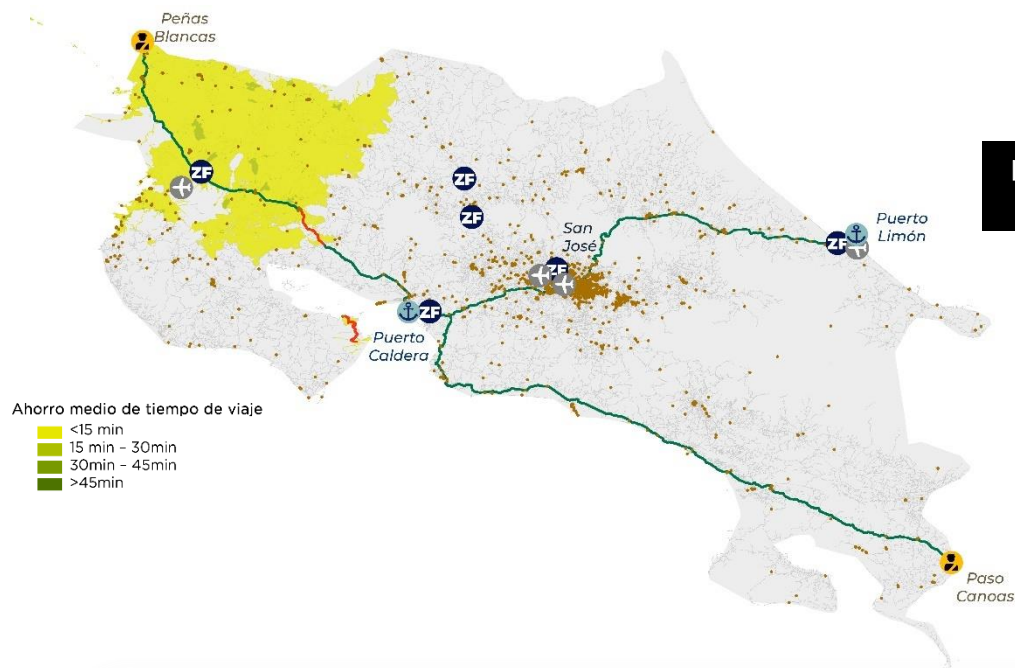 Peñas
Blancas
ZF
ZF
ZF
San
José
ZF
Puerto
Limón
ZF
ZF
Puerto
Caldera
Ahorro medio de tiempo de viaje
<15 min
15 min – 30min
30min – 45min
>45min
Paso
Canoas